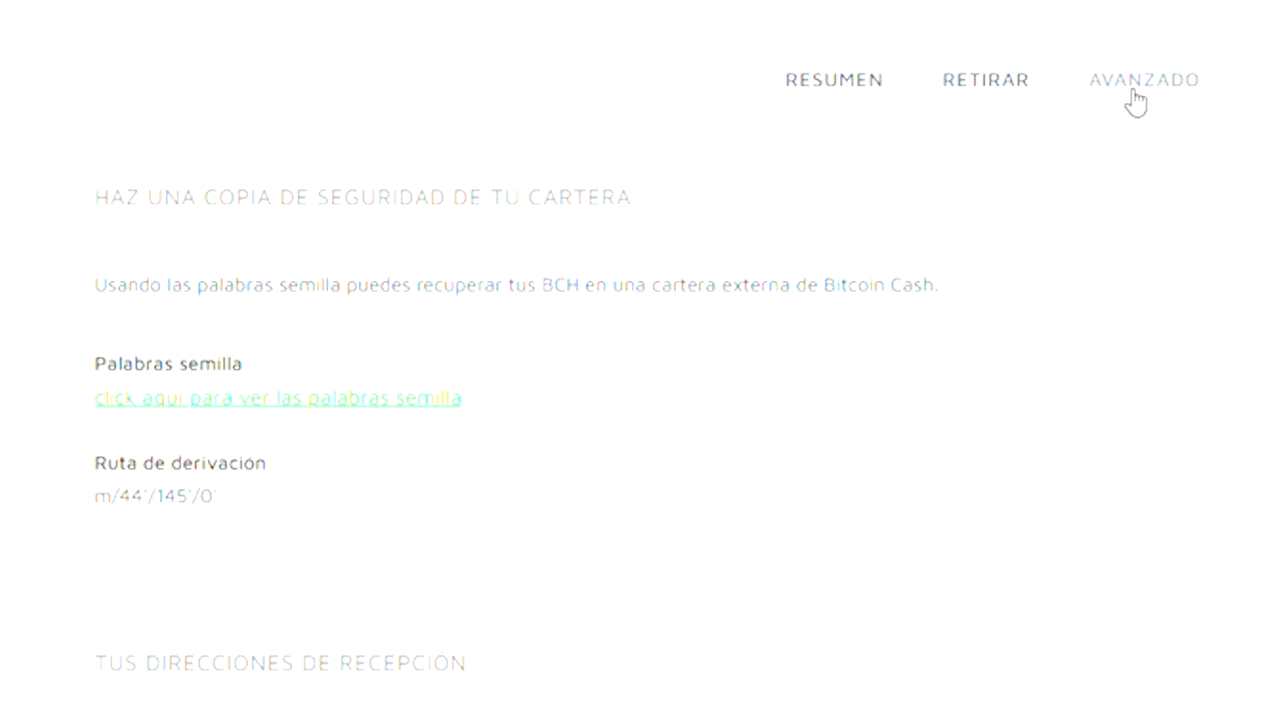 RESUMEN RETIRAR AVANZADO
HAZ UNA COPIA DE SEGURIDAD DE TU CARTERA
Usando las palabras semilla puedes recuperar tus BCH en una cartera externa de Bitcoin Cash.
Palabras semilla
click aqui para ver las palabras semilla
Ruta de derivación
m/44'/145'/0'
TUS DIRECCIONES DE RECEPCION